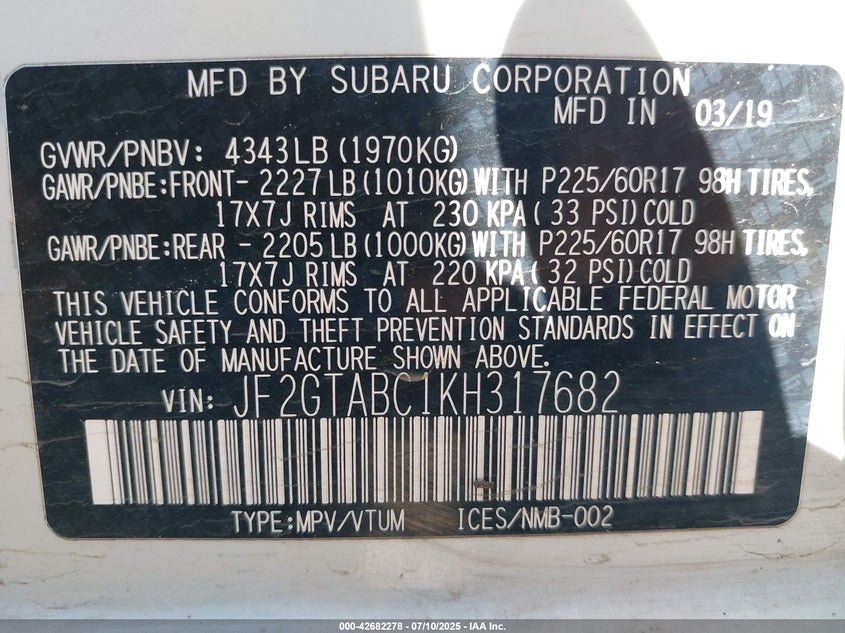 MFD BY SUBARU CORPORATION
MFD IN 03/19
GVWR/PNBV: 4343LB (1970KG)
GAWR/PNBE:FRONT- 2227 LB (1010KG) WITH P225/60R17 98H TIRES,
17X7J RIMS AT 230 KPA ( 33 PSI) COLD
GAWR/PNBE:REAR - 2205 LB (1000KG) WITH P225/60R17 98H TIRES,
17X7J RIMS AT 220 KPA ( 32 PSI) COLD
THIS VEHICLE CONFORMS TO ALL APPLICABLE FEDERAL MOTOR
VEHICLE SAFETY AND THEFT PREVENTION STANDARDS IN EFFECT ON
THE DATE OF MANUFACTURE SHOWN ABOVE.
VIN: JF2GTABC1KH317682
TYPE:MPV/VTUM ICES/NMB-002
000-42682278 - 07/10/2025 - IAA Inc.